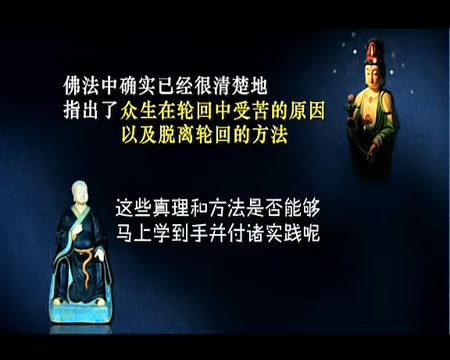 佛法中确实已经很清楚地
指出了众生在轮回中受苦的原因
以及脱离轮回的方法
这些真理和方法是否能够
马上学到手并付诸实践呢